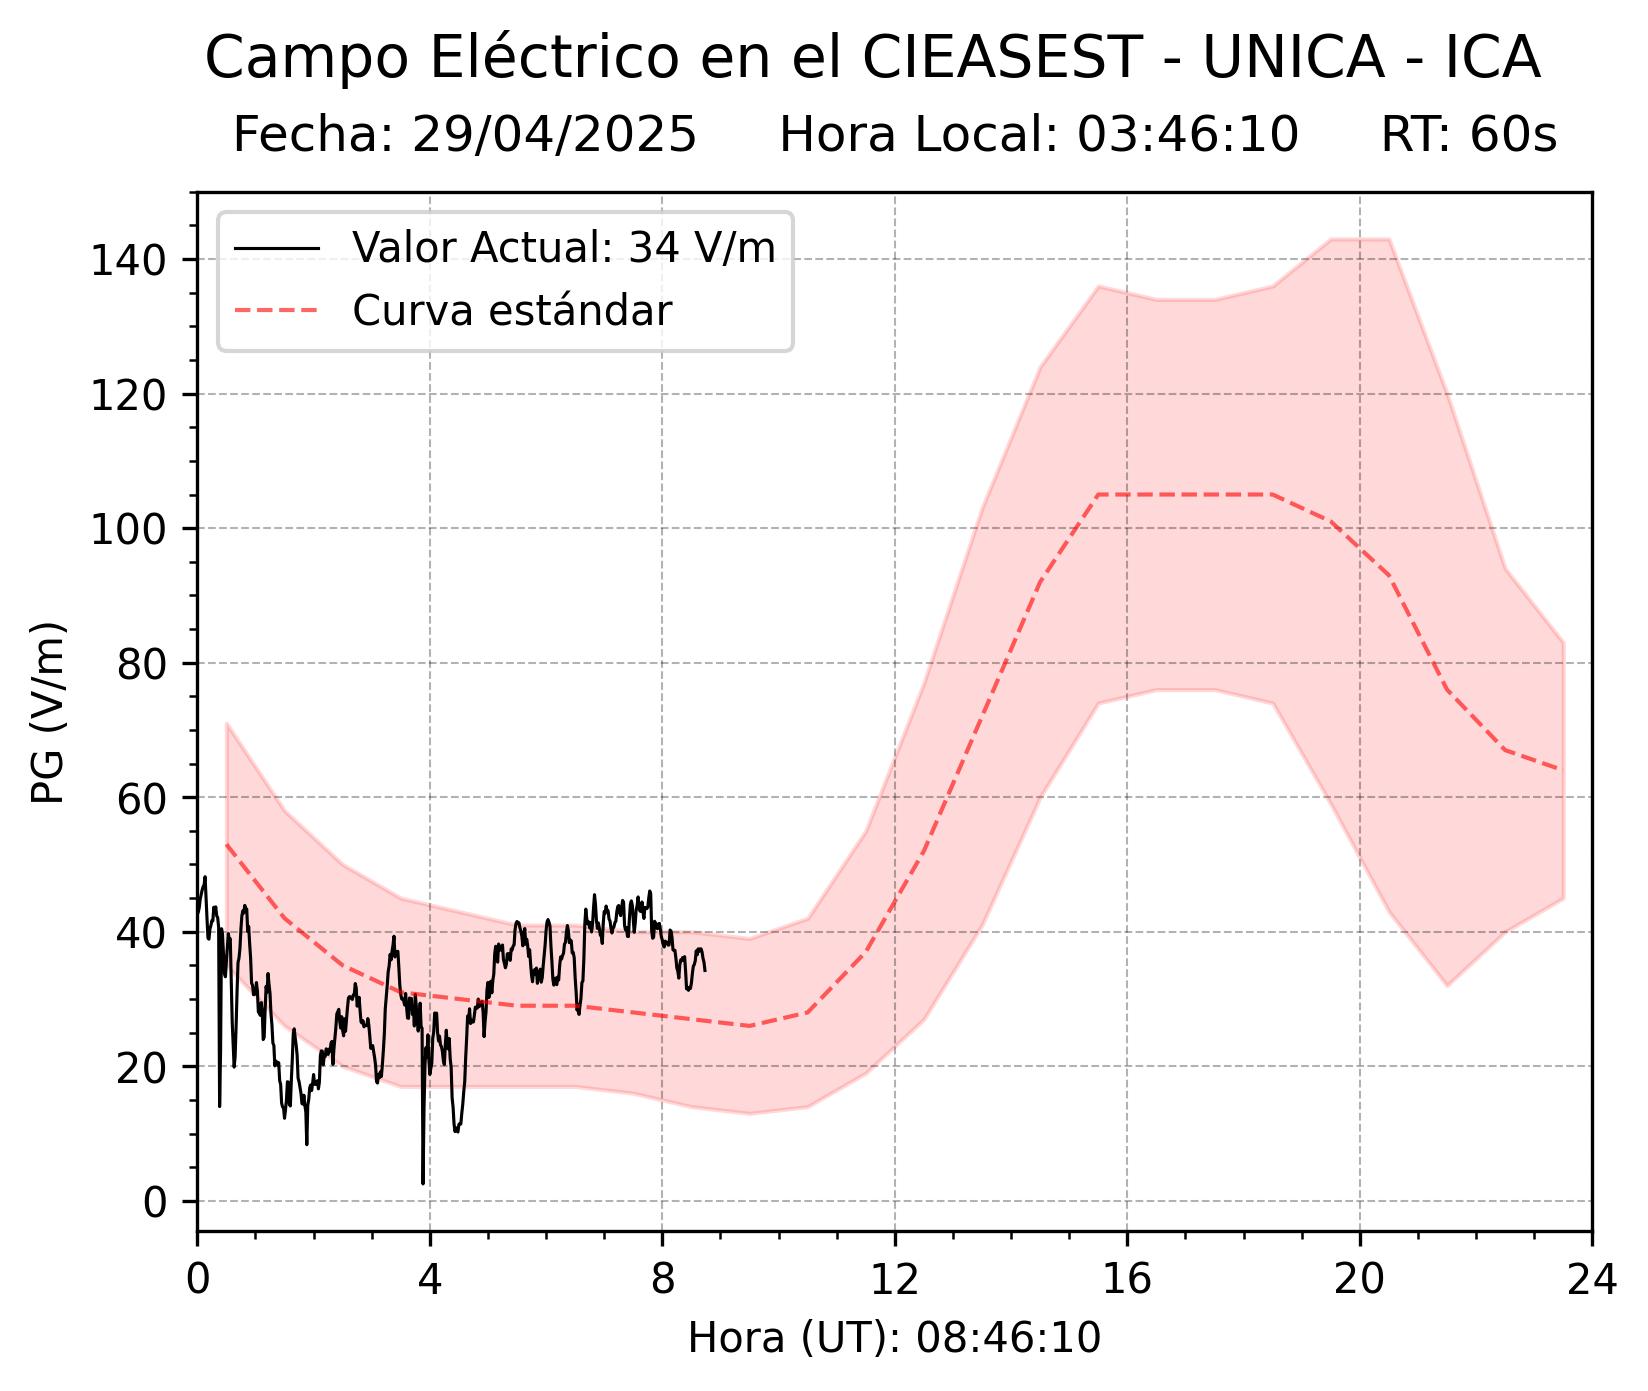 Campo Eléctrico en el CIEASEST - UNICA - ICA
Fecha: 29/04/2025 Hora Local: 03:46:10 RT: 60s
Valor Actual: 34 V/m
Curva estándar
PG (V/m)
140
120
100
80
60
40
20
0
0 4 8 12 16 20 24
Hora (UT): 08:46:10